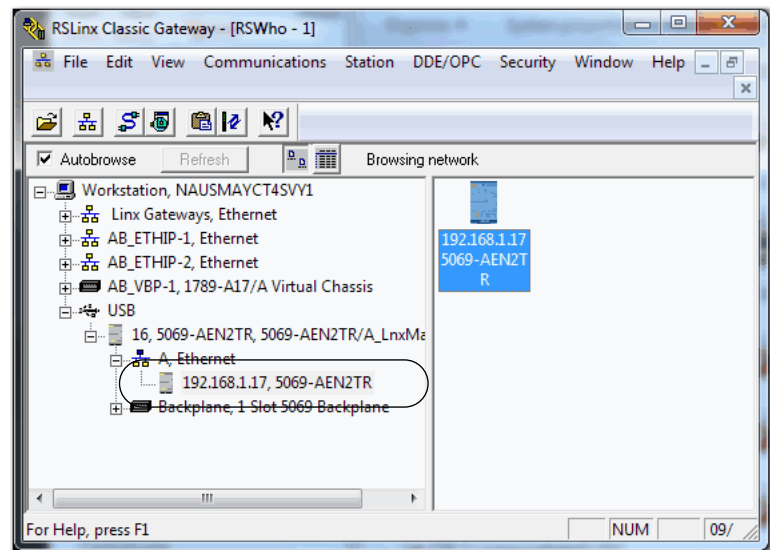 RSLinx Classic Gateway - [RSWho - 1]
File Edit View Communications Station DDE/OPC Security Window Help
Autobrowse Refresh Browsing network
Workstation, NAUSMAYCT4SVY1
Linx Gateways, Ethernet
AB_ETHIP-1, Ethernet
AB_ETHIP-2, Ethernet
AB_VBP-1, 1789-A17/A Virtual Chassis
USB
16, 5069-AEN2TR, 5069-AEN2TR/A_LnxMa
A, Ethernet
192.168.1.17, 5069-AEN2TR
Backplane, 1 Slot 5069 Backplane
192.168.1.17
5069-AEN2T
R
For Help, press F1
NUM
09/